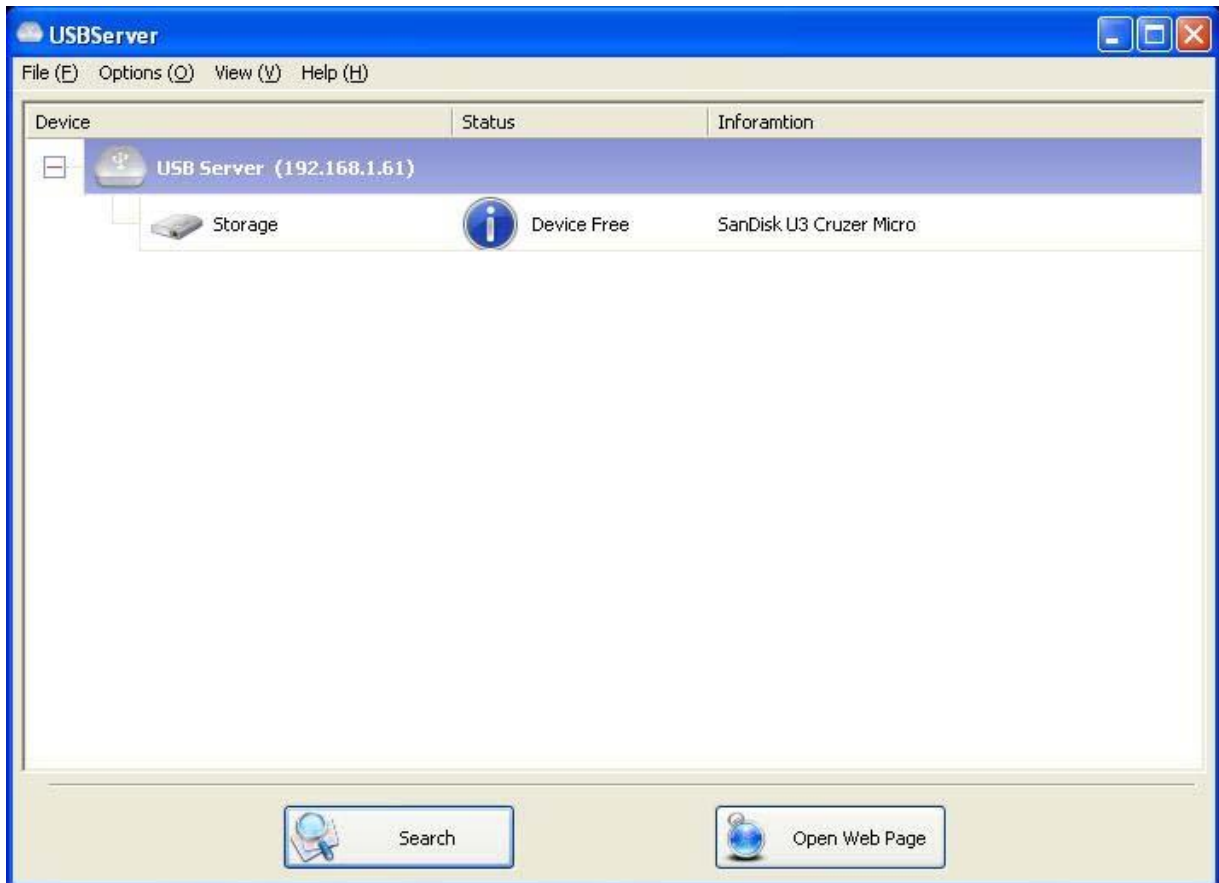 USBServer
File (F) Options (O) View (V) Help (H)
Device Status Inforamtion
USB Server (192.168.1.61)
Storage Device Free SanDisk U3 Cruzer Micro
Search Open Web Page